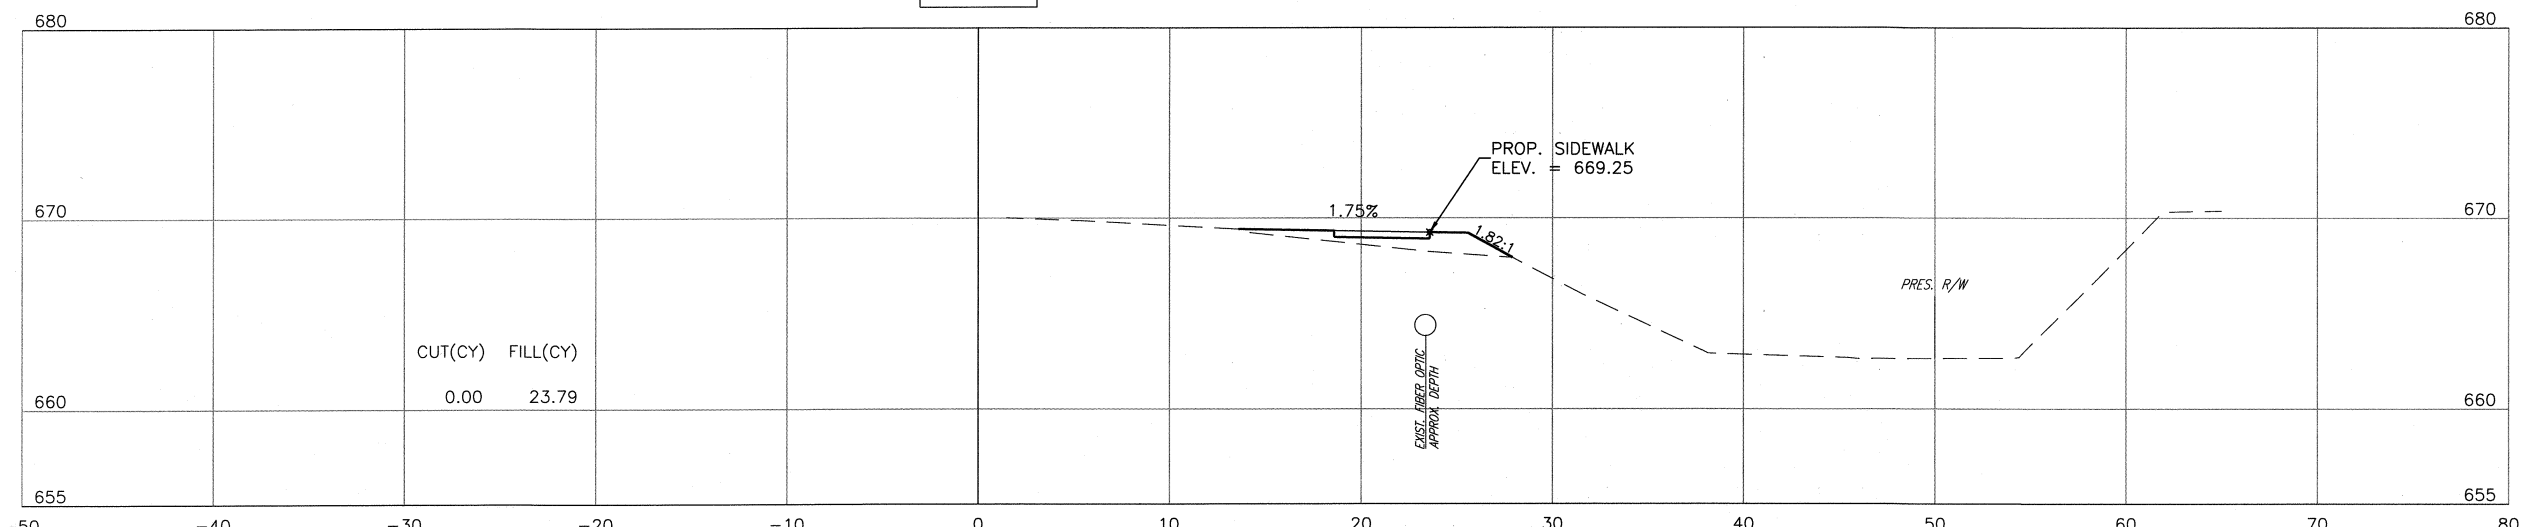 680 680
PROP. SIDEWALK
ELEV. = 669.25
670 1.75% 670
1.82:1
PRES. R/W
CUT(CY) FILL(CY)
0.00 23.79
EXIST. FIBER OPTIC
APPROX. DEPTH
660 660
655 655
-50 -40 -30 -20 -10 0 10 20 30 40 50 60 70 80